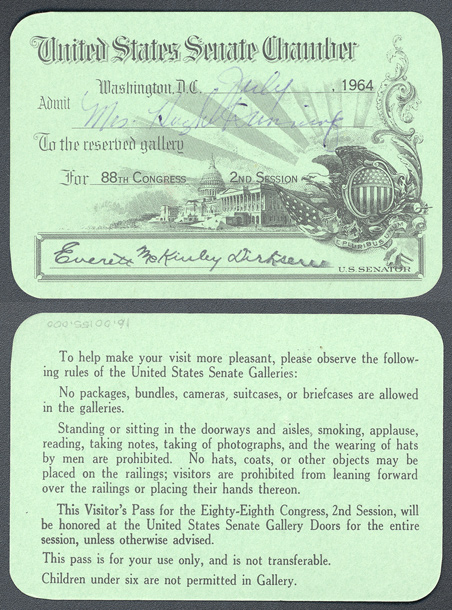 United States Senate Chamber
Washington, D.C. July, 1964
Admit Mrs. Hugh
To the reserved gallery
For 88TH CONGRESS 2ND SESSION
E PLURIBUS UNUM
Everett McKinley Dirksen
U.S. SENATOR
To help make your visit more pleasant, please observe the follow-
ing rules of the United States Senate Galleries:
No packages, bundles, cameras, suitcases, or briefcases are allowed
in the galleries.
Standing or sitting in the doorways and aisles, smoking, applause,
reading, taking notes, taking of photographs, and the wearing of hats
by men are prohibited. No hats, coats, or other objects may be
placed on the railings; visitors are prohibited from leaning forward
over the railings or placing their hands thereon.
This Visitor's Pass for the Eighty-Eighth Congress, 2nd Session, will
be honored at the United States Senate Gallery Doors for the entire
session, unless otherwise advised.
This pass is for your use only, and is not transferable.
Children under six are not permitted in Gallery.